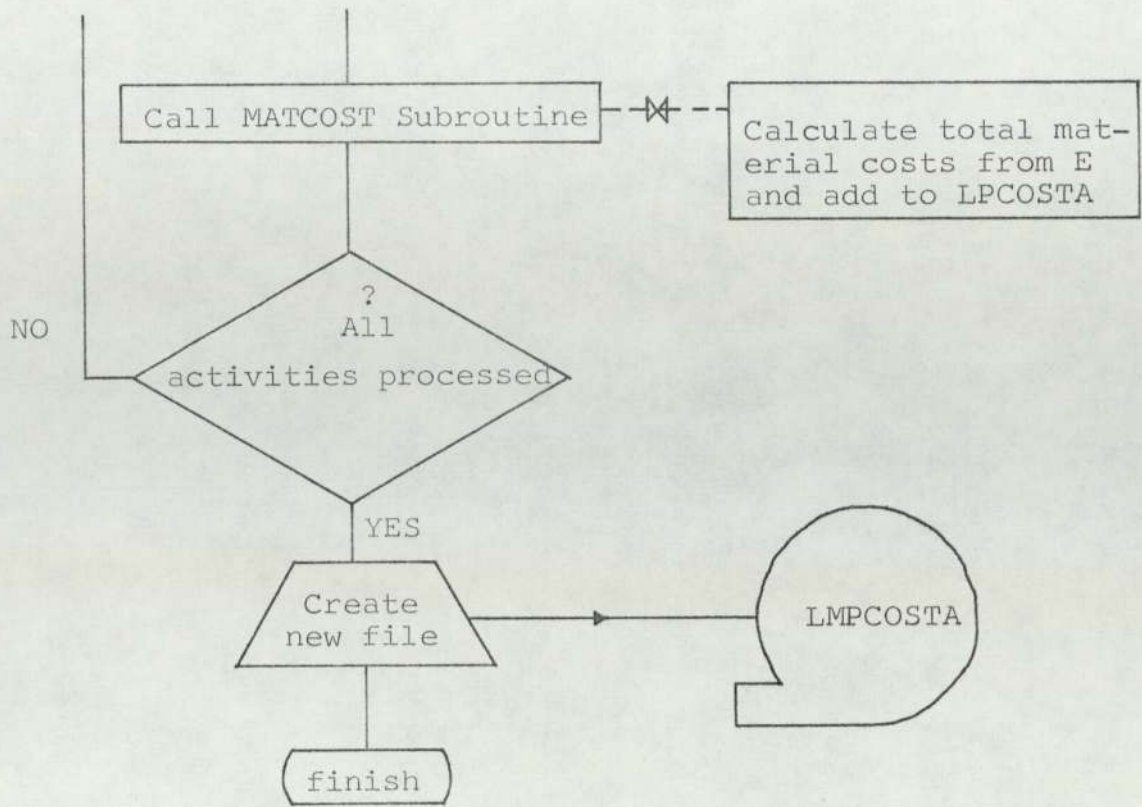 Call MATCOST Subroutine
Calculate total mat-
erial costs from E
and add to LPCOSTA
NO
?
All
activities processed
YES
Create
new file
LMPCOSTA
finish